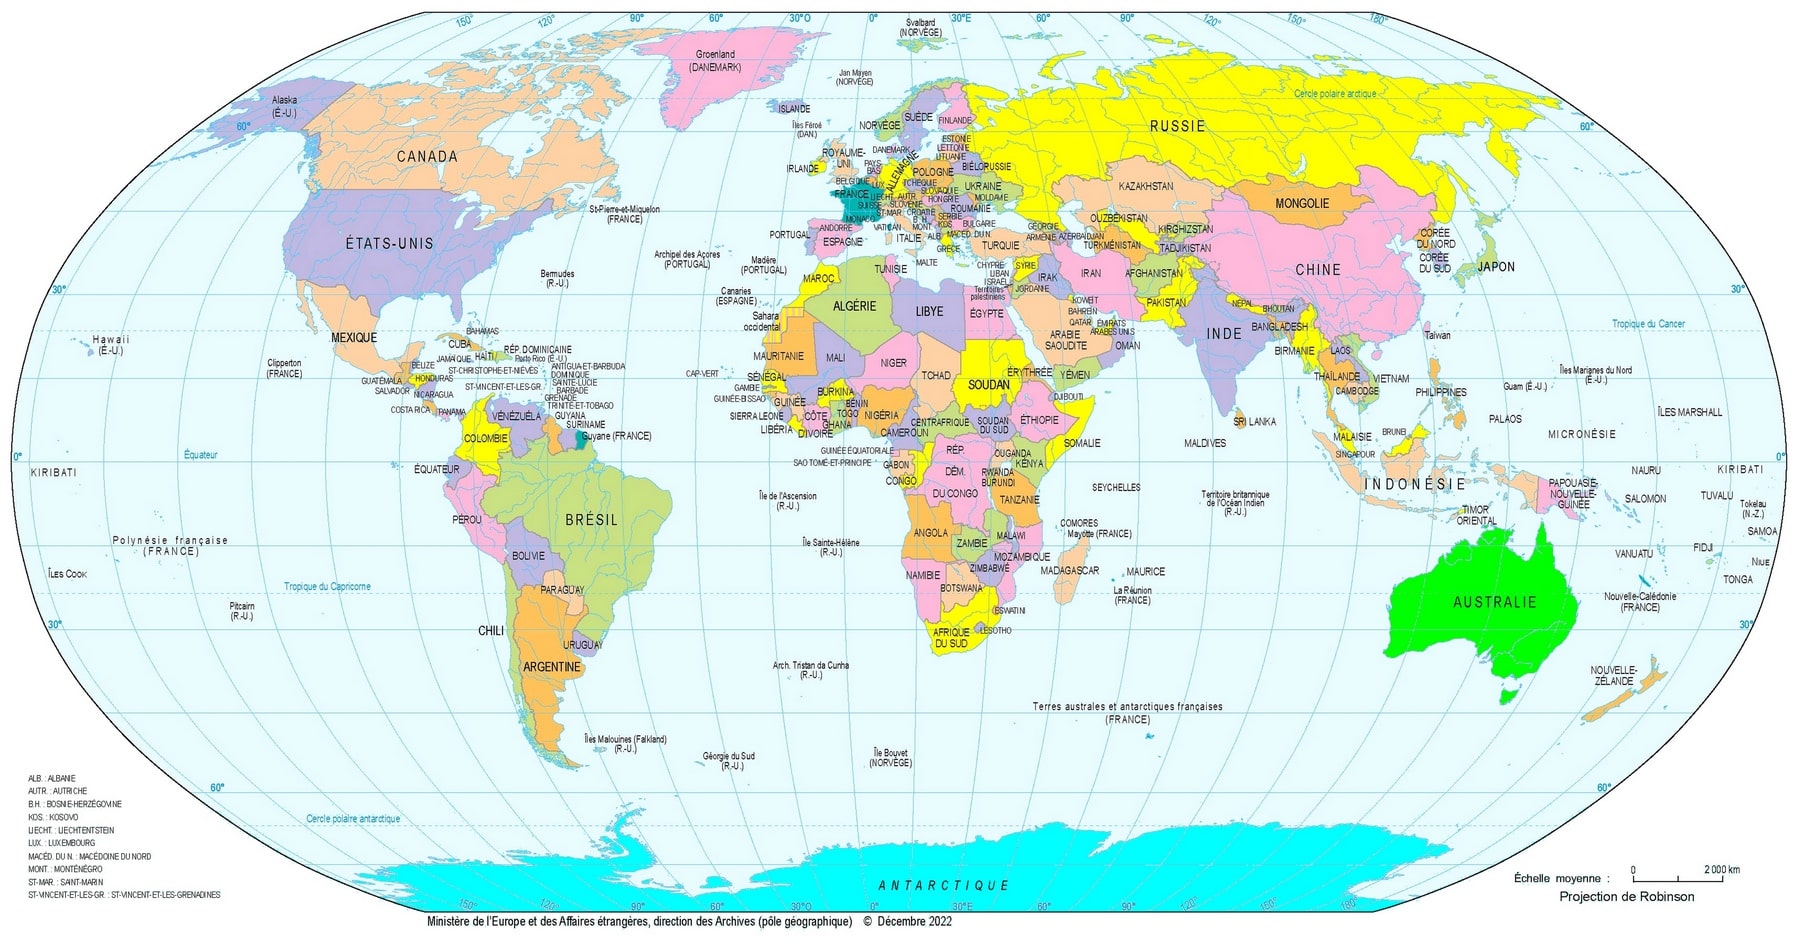 150°
120°
90°
60°
30°O
0°
30°E
60°
90°
120°
150°
180°
Svalbard
(NORVÈGE)
Groenland
(DANEMARK)
Jan Mayen
(NORVÈGE)
Alaska
(É.-U.)
ISLANDE
Cercle polaire arctique
60°
60°
Îles Féroé
(DAN.)
NORVÈGE
SUÈDE
FINLANDE
RUSSIE
CANADA
ESTONIE
LETTONIE
LITUANIE
DANEMARK
ROYAUME-
UNI
IRLANDE
PAYS
BAS
ALLEMAGNE
POLOGNE
BIÉLORUSSIE
BELGIQUE
LUX.
TCHÉQUIE
SLOVAQUIE
UKRAINE
KAZAKHSTAN
MONGOLIE
FRANCE
LIECHT.
AUTR.
HONGRIE
MOLDAVIE
SUISSE
SLOVÉNIE
ST-MAR.
CROATIE
ROUMANIE
B.H.
SERBIE
MONACO
ANDORRE
VATICAN
MONT.
KOS.
BULGARIE
ITALIE
ALB.
MACÉD. DU N.
St-Pierre-et-Miquelon
(FRANCE)
PORTUGAL
ESPAGNE
GRÈCE
TURQUIE
GÉORGIE
ARMÉNIE
AZERBAÏDJAN
OUZBÉKISTAN
KIRGHIZSTAN
TURKMÉNISTAN
TADJIKISTAN
CORÉE
DU NORD
CORÉE
DU SUD
JAPON
ÉTATS-UNIS
Archipel des Açores
(PORTUGAL)
Madère
(PORTUGAL)
MALTE
CHYPRE
LIBAN
ISRAEL
Territoires
palestiniens
SYRIE
IRAK
JORDANIE
IRAN
AFGHANISTAN
CHINE
Bermudes
(R.-U.)
Canaries
(ESPAGNE)
MAROC
TUNISIE
ALGÉRIE
LIBYE
ÉGYPTE
KOWEIT
BAHREIN
QATAR
ÉMIRATS
ARABES UNIS
PAKISTAN
NÉPAL
BHOUTAN
30°
30°
Sahara
occidental
ARABIE
SAOUDITE
OMAN
INDE
BANGLADESH
Taïwan
Tropique du Cancer
Hawaii
(É.-U.)
MEXIQUE
BAHAMAS
CUBA
BELIZE
JAMAÏQUE
HAÏTI
RÉP. DOMINICAINE
Puerto Rico (É.-U.)
Clipperton
(FRANCE)
ST-CHRISTOPHE-ET-NIÉVÈS
ANTIGUA-ET-BARBUDA
DOMINIQUE
SAINTE-LUCIE
BARBADE
GRENADE
TRINITÉ-ET-TOBAGO
GUATÉMALA
HONDURAS
SALVADOR
NICARAGUA
ST-VINCENT-ET-LES-GR.
COSTA RICA
PANAMA
CAP-VERT
MAURITANIE
MALI
NIGER
TCHAD
SOUDAN
ÉRYTHRÉE
YÉMEN
BIRMANIE
LAOS
THAÏLANDE
VIETNAM
CAMBODGE
PHILIPPINES
Guam (É.-U.)
Îles Marianes du Nord
(É.-U.)
SÉNÉGAL
GAMBIE
GUINÉE-BISSAO
GUINÉE
BURKINA
BÉNIN
TOGO
GHANA
NIGÉRIA
SIERRA LEONE
LIBÉRIA
CÔTE
D'IVOIRE
CAMEROUN
CENTRAFRIQUE
SOUDAN
DU SUD
DJIBOUTI
ÉTHIOPIE
SOMALIE
SRI LANKA
MALDIVES
PALAOS
ÎLES MARSHALL
MICRONÉSIE
VÉNÉZUÉLA
GUYANA
SURINAME
Guyane (FRANCE)
COLOMBIE
MALAISIE
BRUNEI
SINGAPOUR
0°
Équateur
0°
KIRIBATI
ÉQUATEUR
GUINÉE ÉQUATORIALE
SAO TOMÉ-ET-PRINCIPE
GABON
CONGO
RÉP.
DÉM.
DU CONGO
OUGANDA
KÉNYA
RWANDA
BURUNDI
TANZANIE
SEYCHELLES
Territoire britannique
de l'Océan Indien
(R.-U.)
INDONÉSIE
PAPOUASIE-
NOUVELLE-
GUINÉE
NAURU
KIRIBATI
SALOMON
TUVALU
Tokelau
(N.-Z.)
PÉROU
BRÉSIL
Île de l'Ascension
(R.-U.)
TIMOR
ORIENTAL
Polynésie française
(FRANCE)
Île Sainte-Hélène
(R.-U.)
ANGOLA
ZAMBIE
MALAWI
COMORES
Mayotte (FRANCE)
SAMOA
VANUATU
FIDJI
BOLIVIE
MOZAMBIQUE
ZIMBABWÉ
MADAGASCAR
MAURICE
NIUE
ÎLES COOK
NAMIBIE
BOTSWANA
TONGA
Tropique du Capricorne
PARAGUAY
La Réunion
(FRANCE)
AUSTRALIE
Nouvelle-Calédonie
(FRANCE)
Pitcairn
(R.-U.)
ESWATINI
LESOTHO
AFRIQUE
DU SUD
30°
30°
CHILI
URUGUAY
ARGENTINE
Arch. Tristan da Cunha
(R.-U.)
NOUVELLE-
ZÉLANDE
Terres australes et antarctiques françaises
(FRANCE)
Îles Malouines (Falkland)
(R.-U.)
Géorgie du Sud
(R.-U.)
Île Bouvet
(NORVÈGE)
60°
60°
Cercle polaire antarctique
ANTARCTIQUE
ALB. : ALBANIE
AUTR. : AUTRICHE
B.H. : BOSNIE-HERZÉGOVINE
KOS. : KOSOVO
LIECHT. : LIECHTENTSTEIN
LUX. : LUXEMBOURG
MACÉD. DU N. : MACÉDOINE DU NORD
MONT. : MONTÉNÉGRO
ST-MAR. : SAINT-MARIN
ST-VINCENT-ET-LES-GR. : ST-VINCENT-ET-LES-GRENADINES
Échelle moyenne :
0
2 000 km
Projection de Robinson
150°
120°
90°
60°
30°O
0°
30°E
60°
90°
120°
150°
180°
Ministère de l'Europe et des Affaires étrangères, direction des Archives (pôle géographique) © Décembre 2022